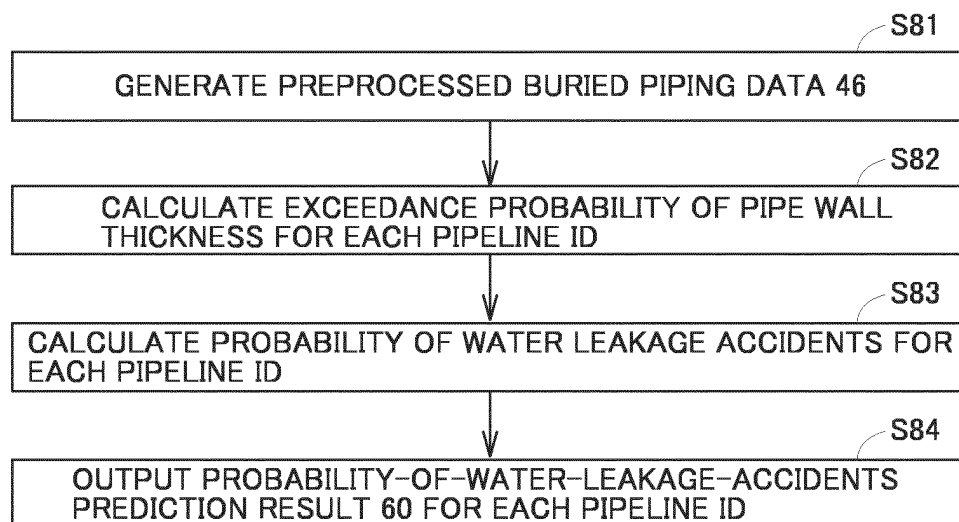 S81
GENERATE PREPROCESSED BURIED PIPING DATA 46
S82
CALCULATE EXCEEDANCE PROBABILITY OF PIPE WALL
THICKNESS FOR EACH PIPELINE ID
S83
CALCULATE PROBABILITY OF WATER LEAKAGE ACCIDENTS FOR
EACH PIPELINE ID
S84
OUTPUT PROBABILITY-OF-WATER-LEAKAGE-ACCIDENTS
PREDICTION RESULT 60 FOR EACH PIPELINE ID